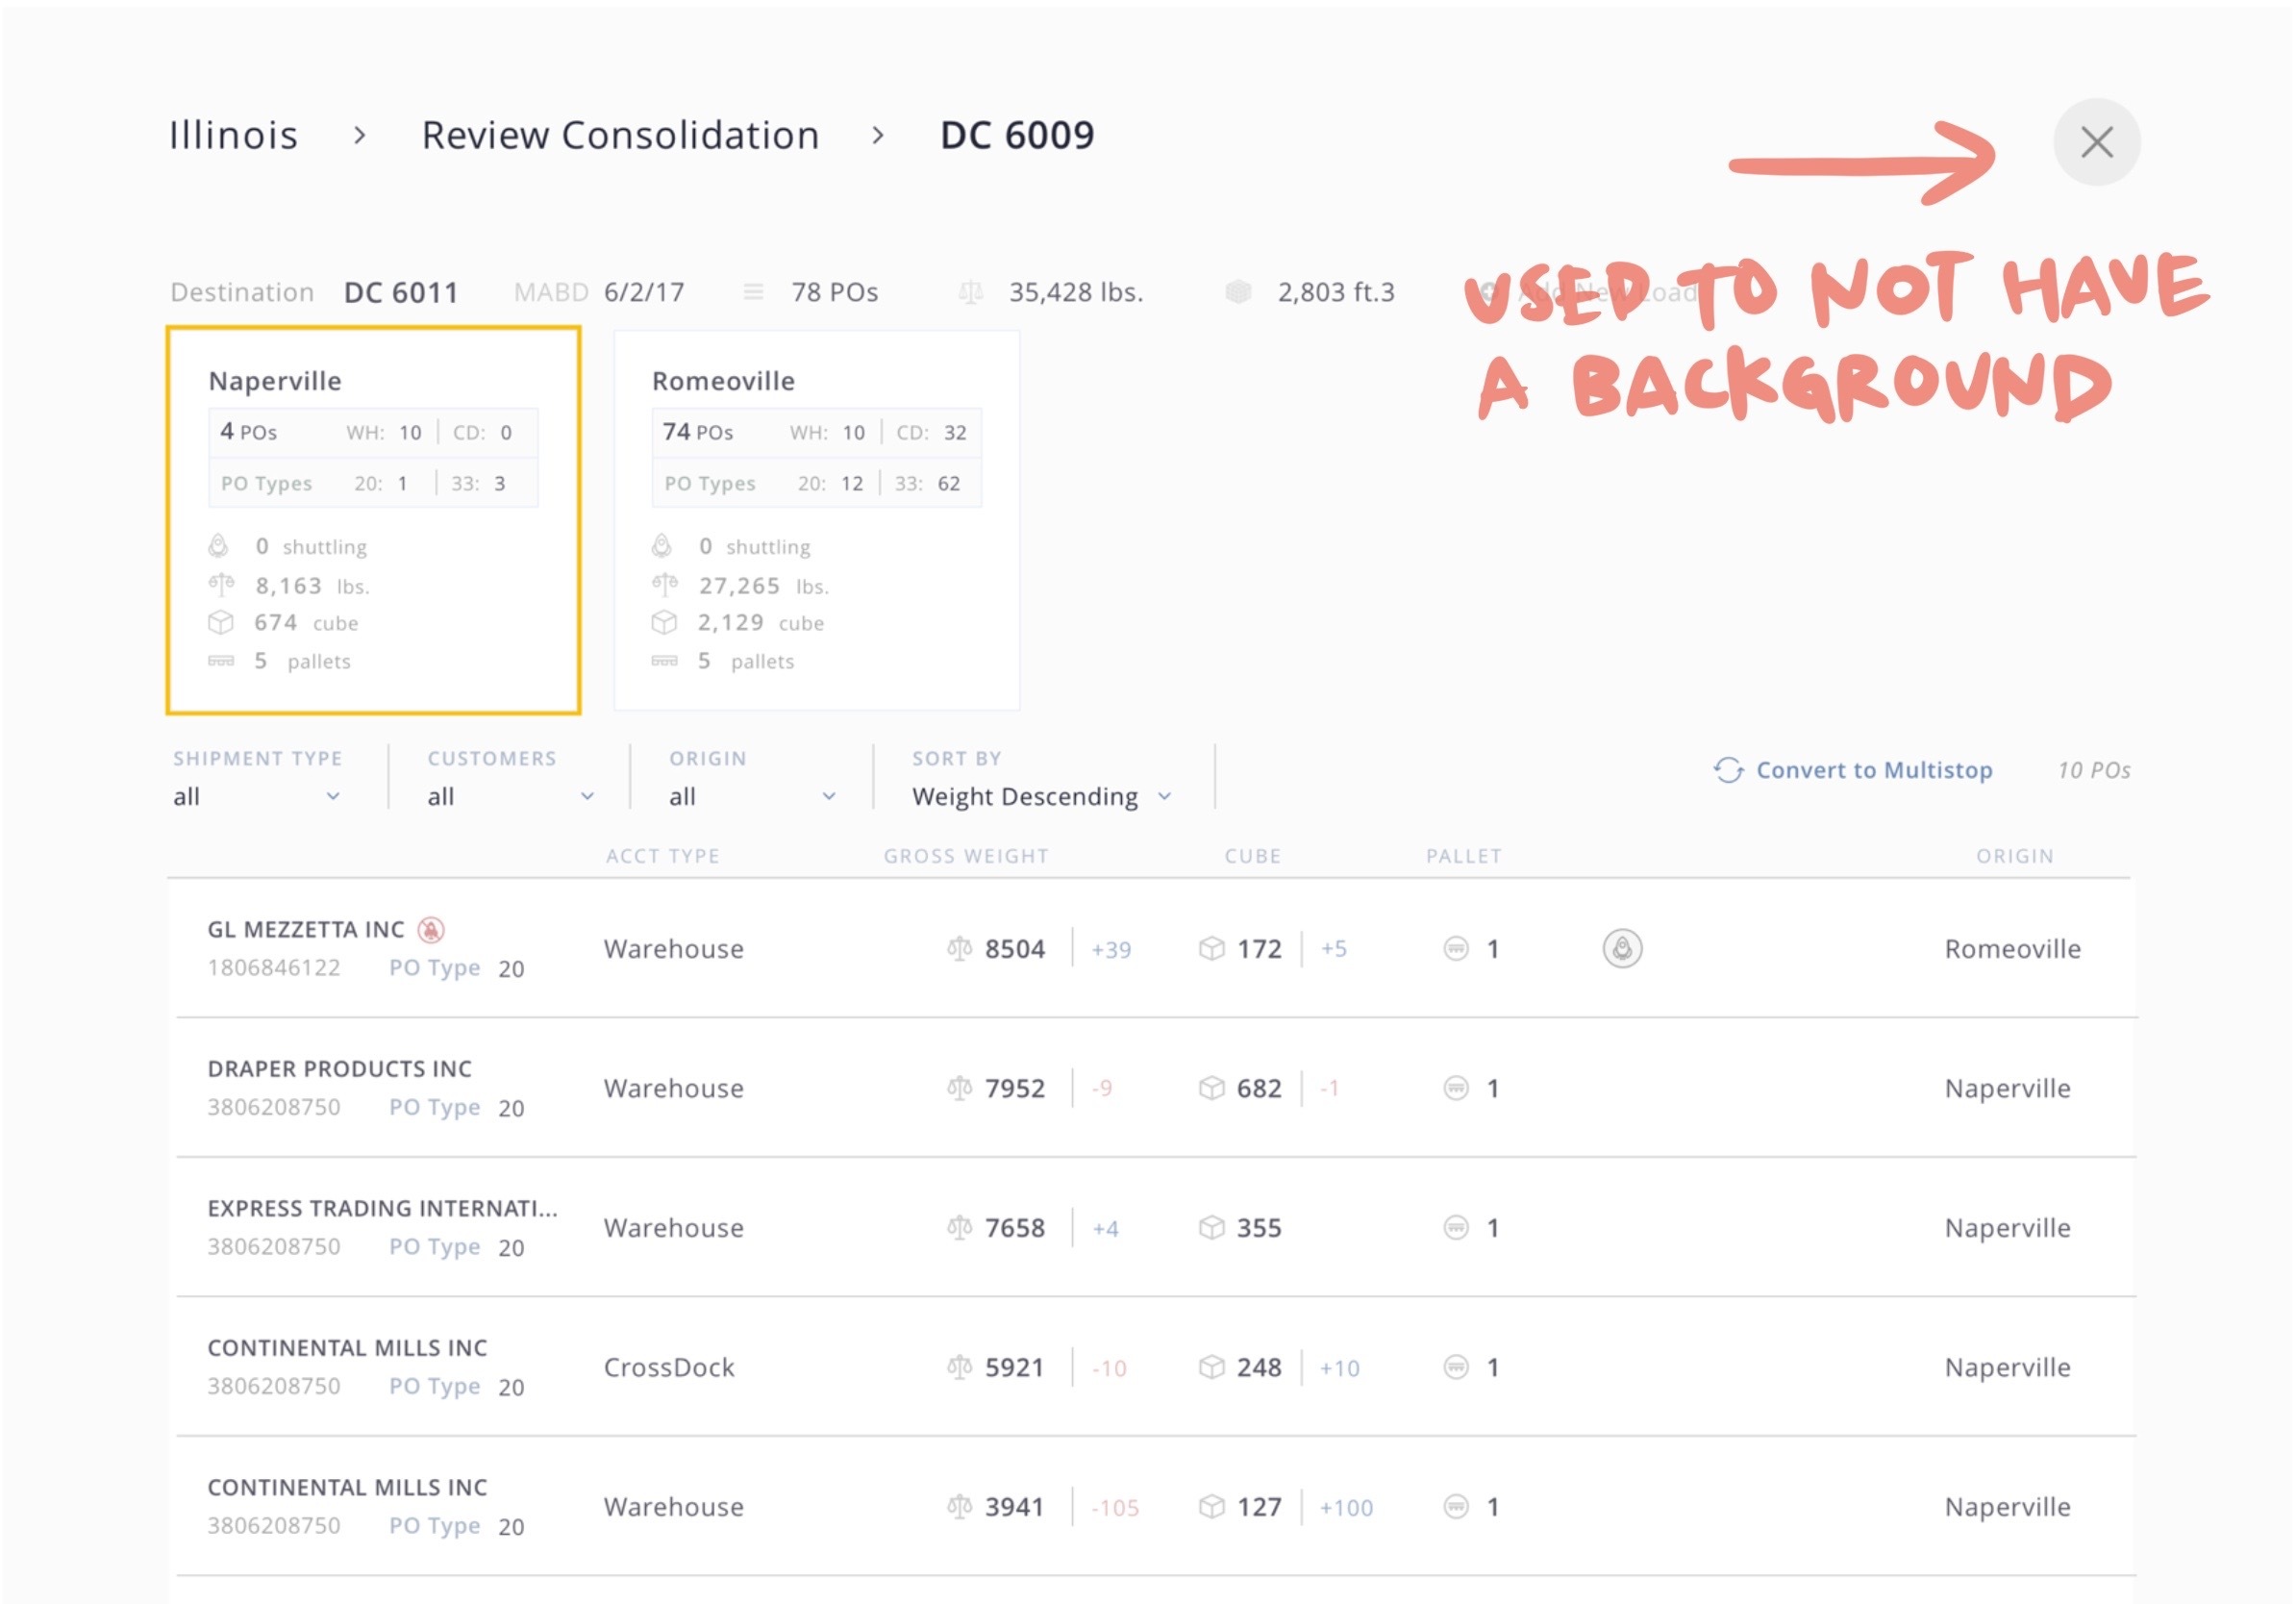 Illinois > Review Consolidation > DC 6009
Destination DC 6011 MABD 6/2/17 78 POs 35,428 lbs. 2,803 ft.3 Add New Load
USED TO NOT HAVE
A BACKGROUND
Naperville
4 POs WH: 10 | CD: 0
PO Types 20: 1 | 33: 3
0 shuttling
8,163 lbs.
674 cube
5 pallets
Romeoville
74 POs WH: 10 | CD: 32
PO Types 20: 12 | 33: 62
0 shuttling
27,265 lbs.
2,129 cube
5 pallets
SHIPMENT TYPE
all
CUSTOMERS
all
ORIGIN
all
SORT BY
Weight Descending
Convert to Multistop 10 POs
ACCT TYPE GROSS WEIGHT CUBE PALLET ORIGIN
GL MEZZETTA INC
1806846122 PO Type 20
Warehouse 8504 | +39 172 | +5 1 Romeoville
DRAPER PRODUCTS INC
3806208750 PO Type 20
Warehouse 7952 | -9 682 | -1 1 Naperville
EXPRESS TRADING INTERNATI...
3806208750 PO Type 20
Warehouse 7658 | +4 355 1 Naperville
CONTINENTAL MILLS INC
3806208750 PO Type 20
CrossDock 5921 | -10 248 | +10 1 Naperville
CONTINENTAL MILLS INC
3806208750 PO Type 20
Warehouse 3941 | -105 127 | +100 1 Naperville